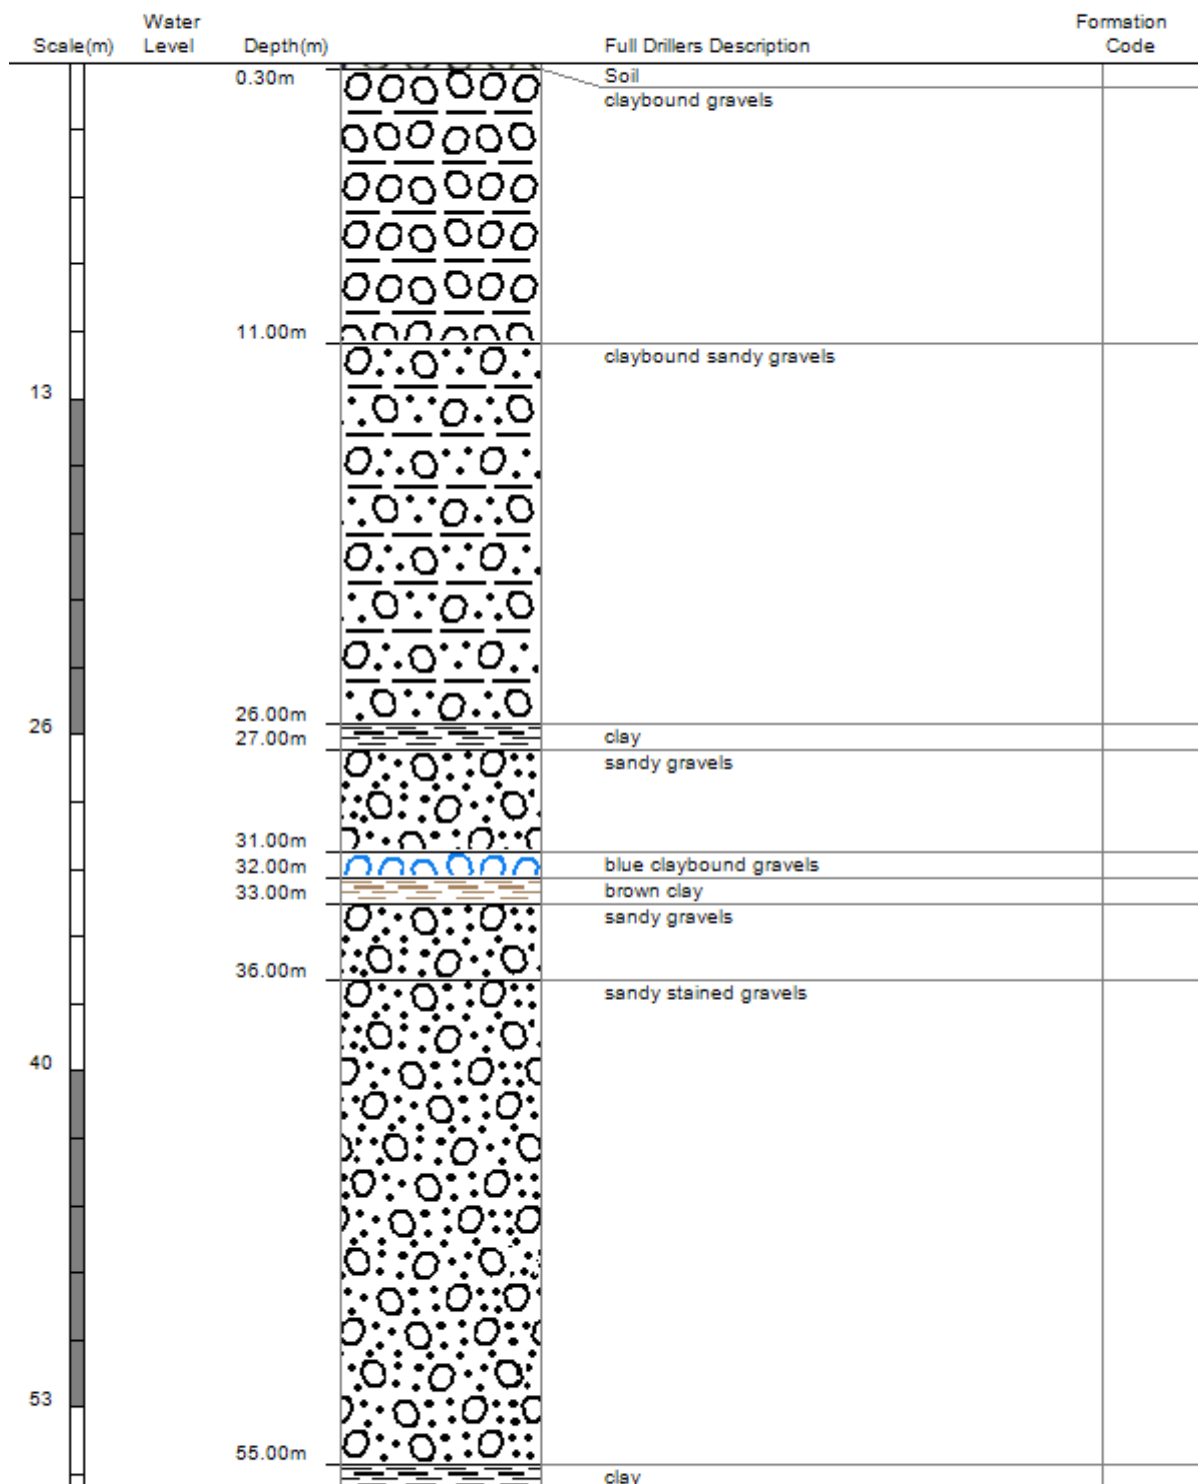 Scale(m) Water Level Depth(m) Full Drillers Description Formation Code
0.30m Soil
claybound gravels
11.00m
claybound sandy gravels
13
26.00m
26
27.00m clay
sandy gravels
31.00m
32.00m blue claybound gravels
33.00m brown clay
sandy gravels
36.00m
sandy stained gravels
40
53
55.00m
clay